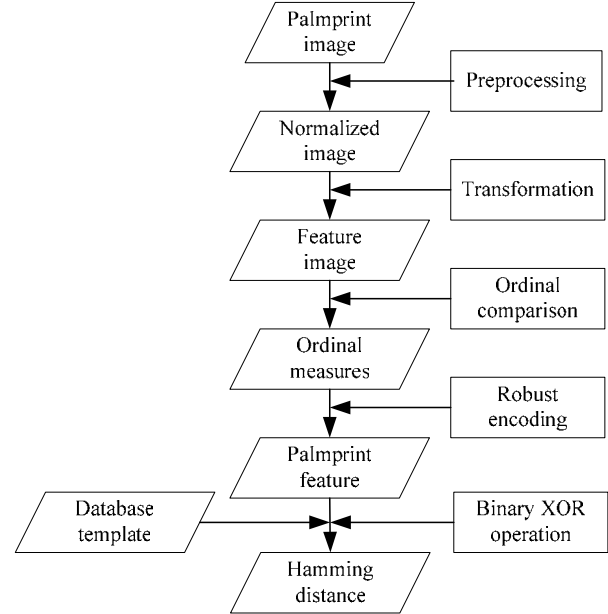 Palmprint
image
Preprocessing
Normalized
image
Transformation
Feature
image
Ordinal
comparison
Ordinal
measures
Robust
encoding
Palmprint
feature
Database
template
Binary XOR
operation
Hamming
distance